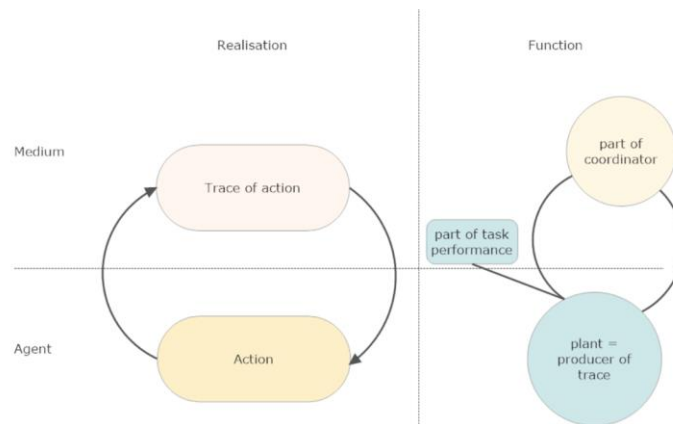 Realisation
Function
Medium
part of
coordinator
Trace of action
part of task
performance
Agent
Action
plant =
producer of
trace